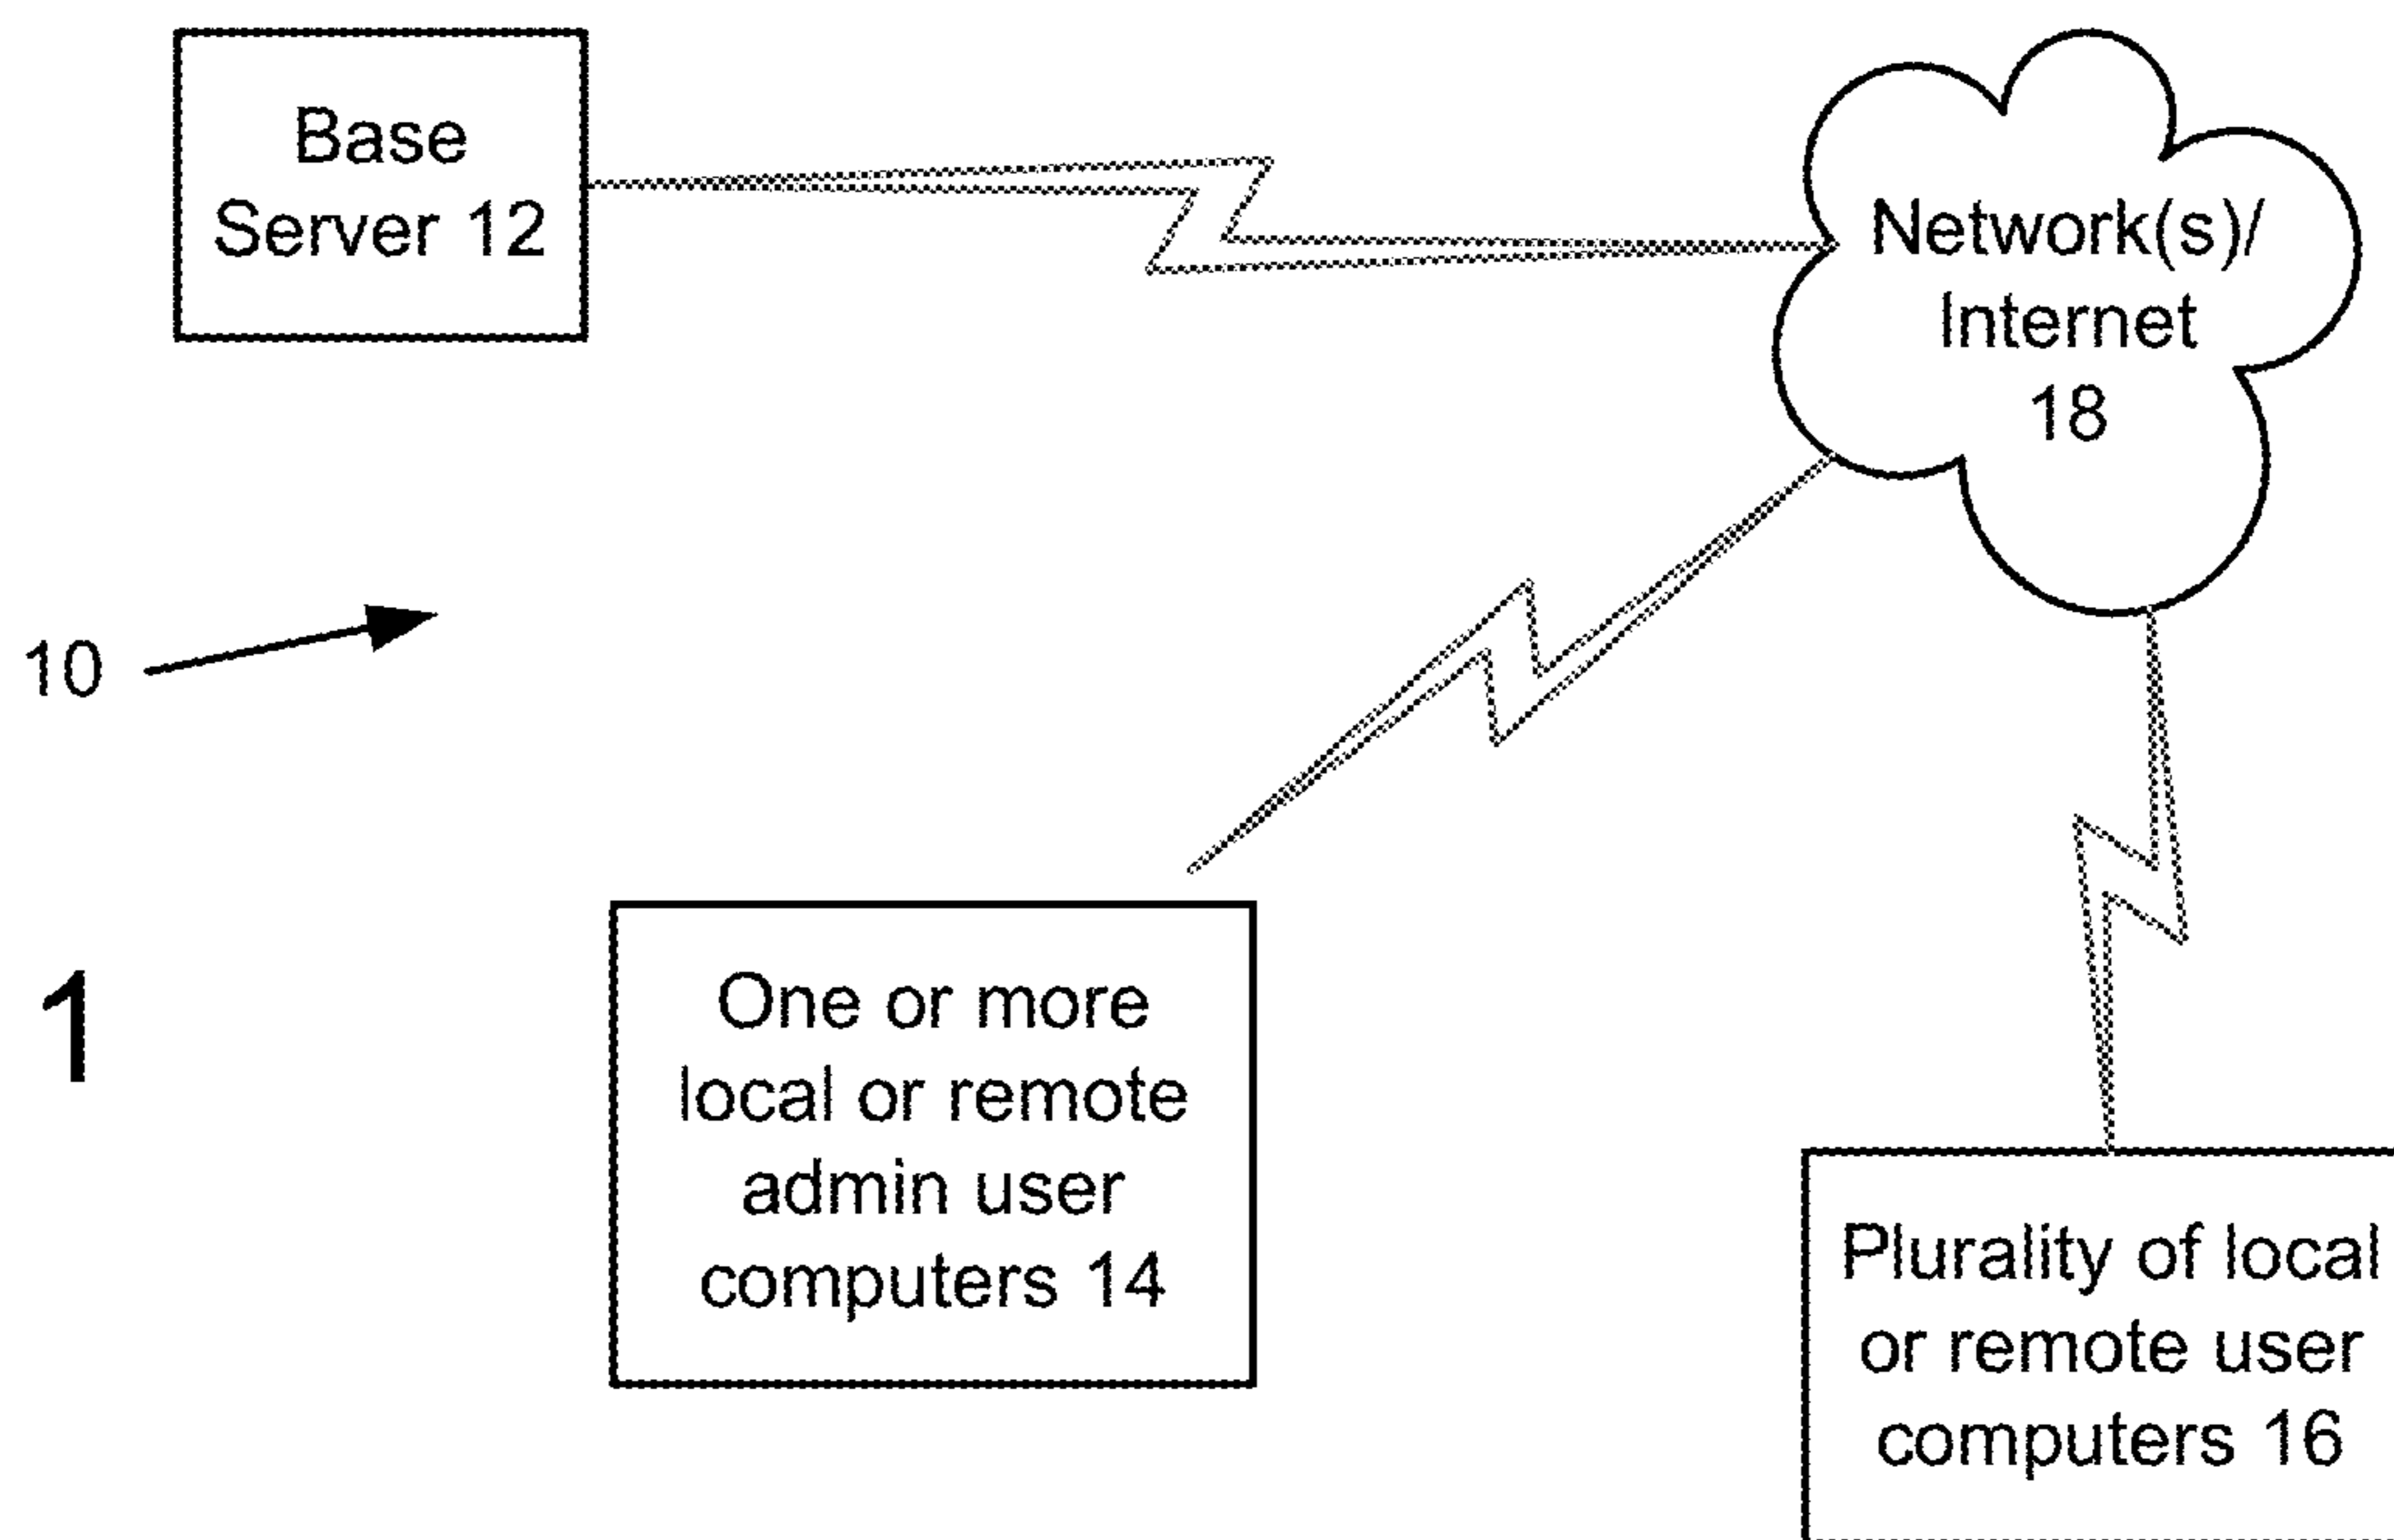 Base
Server 12
Network(s)/
Internet
18
10
1
One or more
local or remote
admin user
computers 14
Plurality of local
or remote user
computers 16